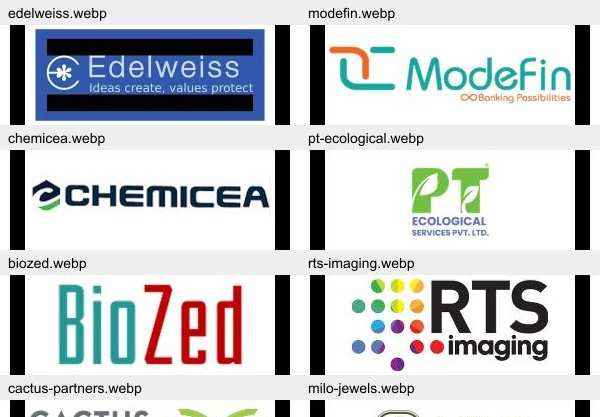 edelweiss.webp
modefin.webp
Edelweiss
Ideas create, values protect
ModeFin
Banking Possibilities
chemicea.webp
pt-ecological.webp
CHEMICEA
PT
ECOLOGICAL
SERVICES PVT. LTD.
biozed.webp
rts-imaging.webp
BioZed
RTS
imaging
cactus-partners.webp
milo-jewels.webp
CACTUS